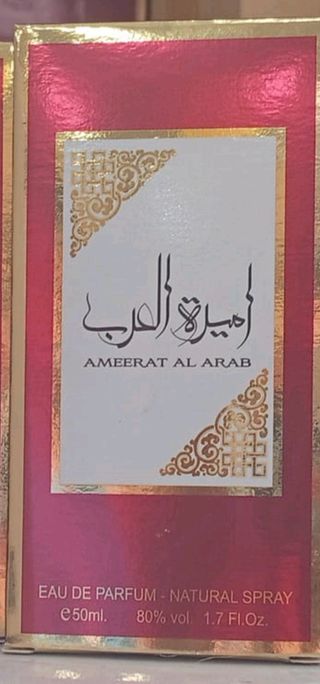 اميرة العرب
AMEERAT AL ARAB
EAU DE PARFUM - NATURAL SPRAY
℮50ml. 80% vol. 1.7 Fl.Oz.